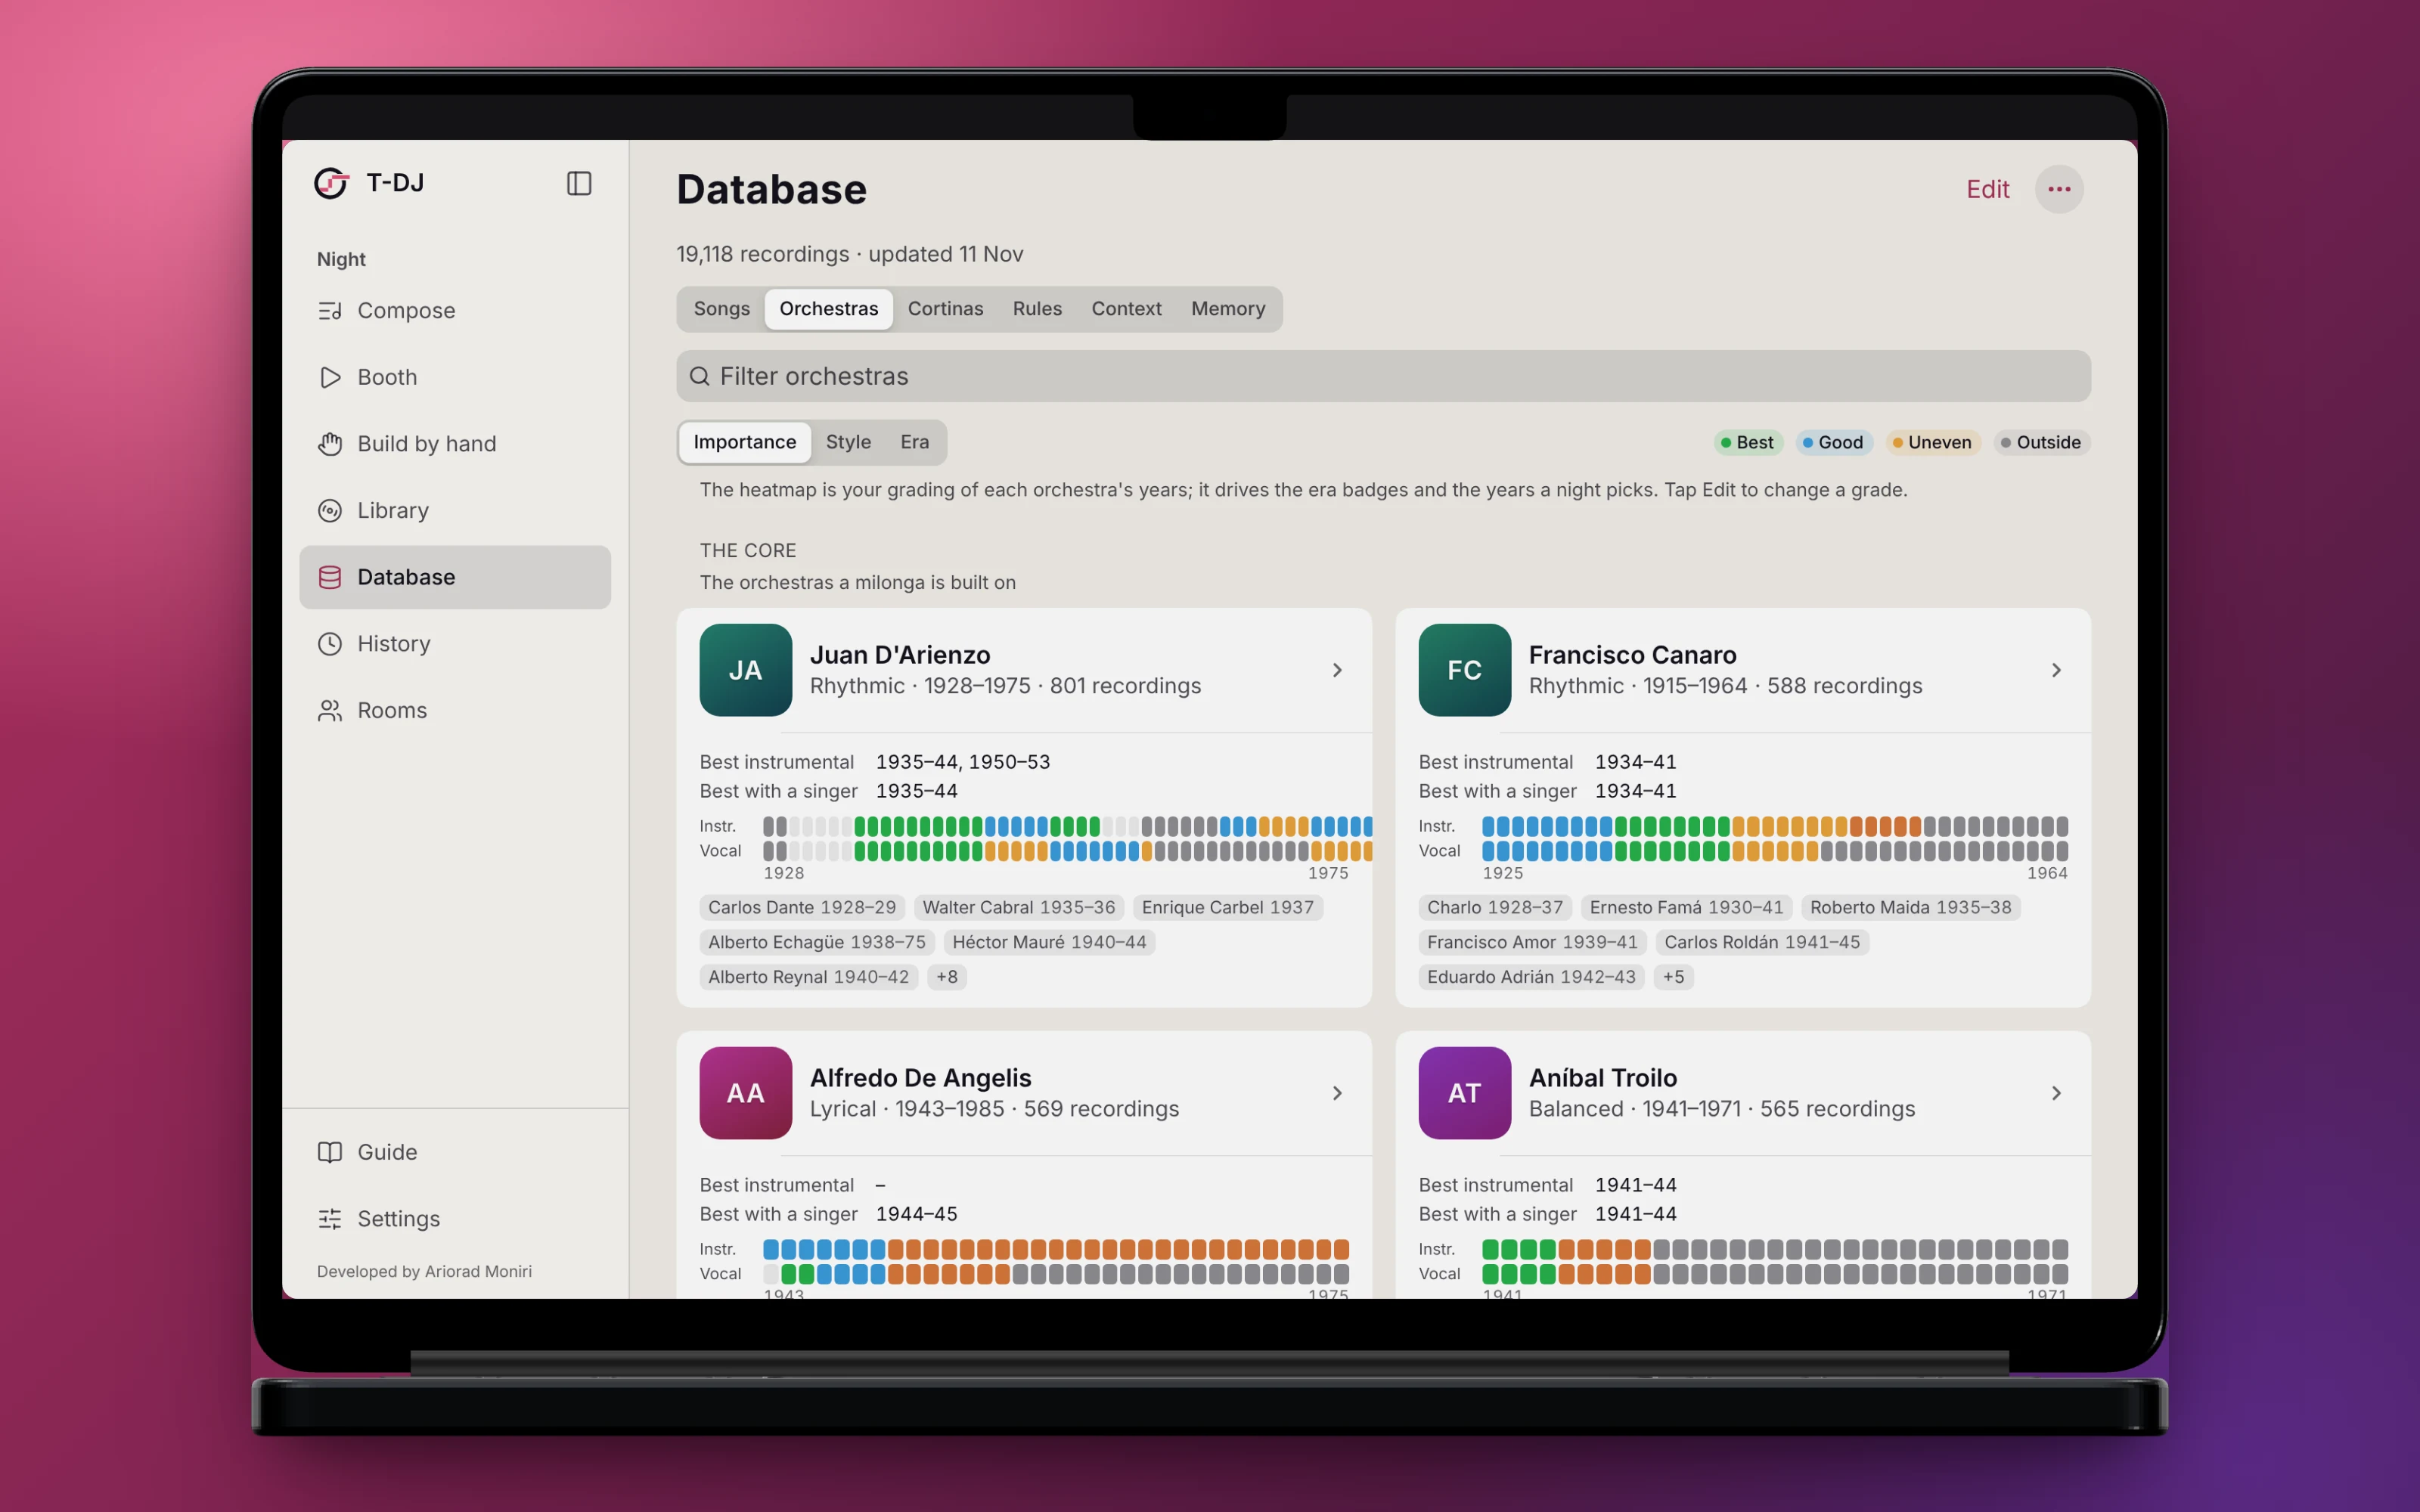 T-DJ
Night
Compose
Booth
Build by hand
Library
Database
History
Rooms
Guide
Settings
Developed by Ariorad Moniri
Database
Edit
19,118 recordings · updated 11 Nov
Songs Orchestras Cortinas Rules Context Memory
Filter orchestras
Importance Style Era
Best Good Uneven Outside
The heatmap is your grading of each orchestra's years; it drives the era badges and the years a night picks. Tap Edit to change a grade.
THE CORE
The orchestras a milonga is built on
JA
Juan D'Arienzo
Rhythmic · 1928–1975 · 801 recordings
Best instrumental 1935–44, 1950–53
Best with a singer 1935–44
Instr.
Vocal
1928 1975
Carlos Dante 1928–29 Walter Cabral 1935–36 Enrique Carbel 1937
Alberto Echagüe 1938–75 Héctor Mauré 1940–44
Alberto Reynal 1940–42 +8
FC
Francisco Canaro
Rhythmic · 1915–1964 · 588 recordings
Best instrumental 1934–41
Best with a singer 1934–41
Instr.
Vocal
1925 1964
Charlo 1928–37 Ernesto Famá 1930–41 Roberto Maida 1935–38
Francisco Amor 1939–41 Carlos Roldán 1941–45
Eduardo Adrián 1942–43 +5
AA
Alfredo De Angelis
Lyrical · 1943–1985 · 569 recordings
Best instrumental –
Best with a singer 1944–45
Instr.
Vocal
1943 1975
AT
Aníbal Troilo
Balanced · 1941–1971 · 565 recordings
Best instrumental 1941–44
Best with a singer 1941–44
Instr.
Vocal
1941 1971